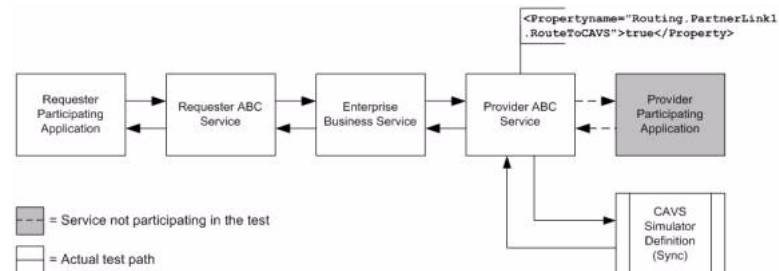 <Propertyname="Routing.PartnerLink1
.RouteToCAVS">true</Property>
Requester
Participating
Application
Requester ABC
Service
Enterprise
Business Service
Provider ABC
Service
Provider
Participating
Application
CAVS
Simulator
Definition
(Sync)
= Service not participating in the test
= Actual test path